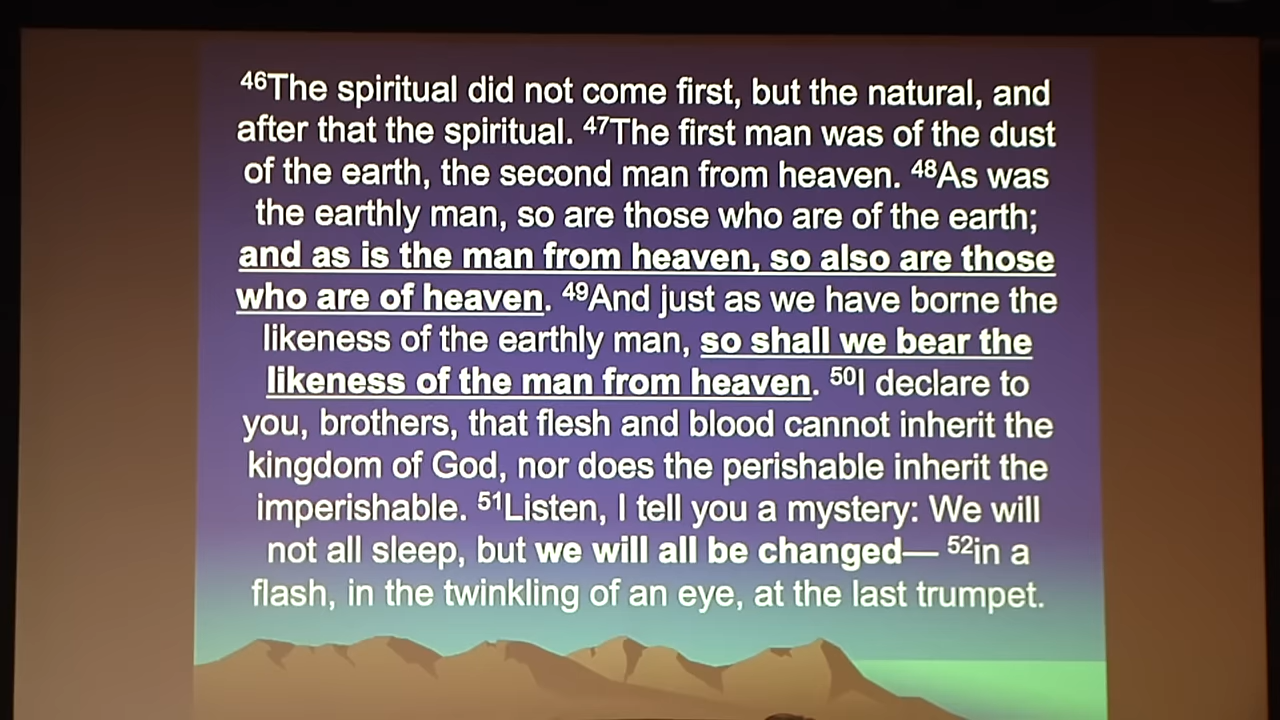 46The spiritual did not come first, but the natural, and
after that the spiritual. 47The first man was of the dust
of the earth, the second man from heaven. 48As was
the earthly man, so are those who are of the earth;
and as is the man from heaven, so also are those
who are of heaven. 49And just as we have borne the
likeness of the earthly man, so shall we bear the
likeness of the man from heaven. 50I declare to
you, brothers, that flesh and blood cannot inherit the
kingdom of God, nor does the perishable inherit the
imperishable. 51Listen, I tell you a mystery: We will
not all sleep, but we will all be changed— 52in a
flash, in the twinkling of an eye, at the last trumpet.